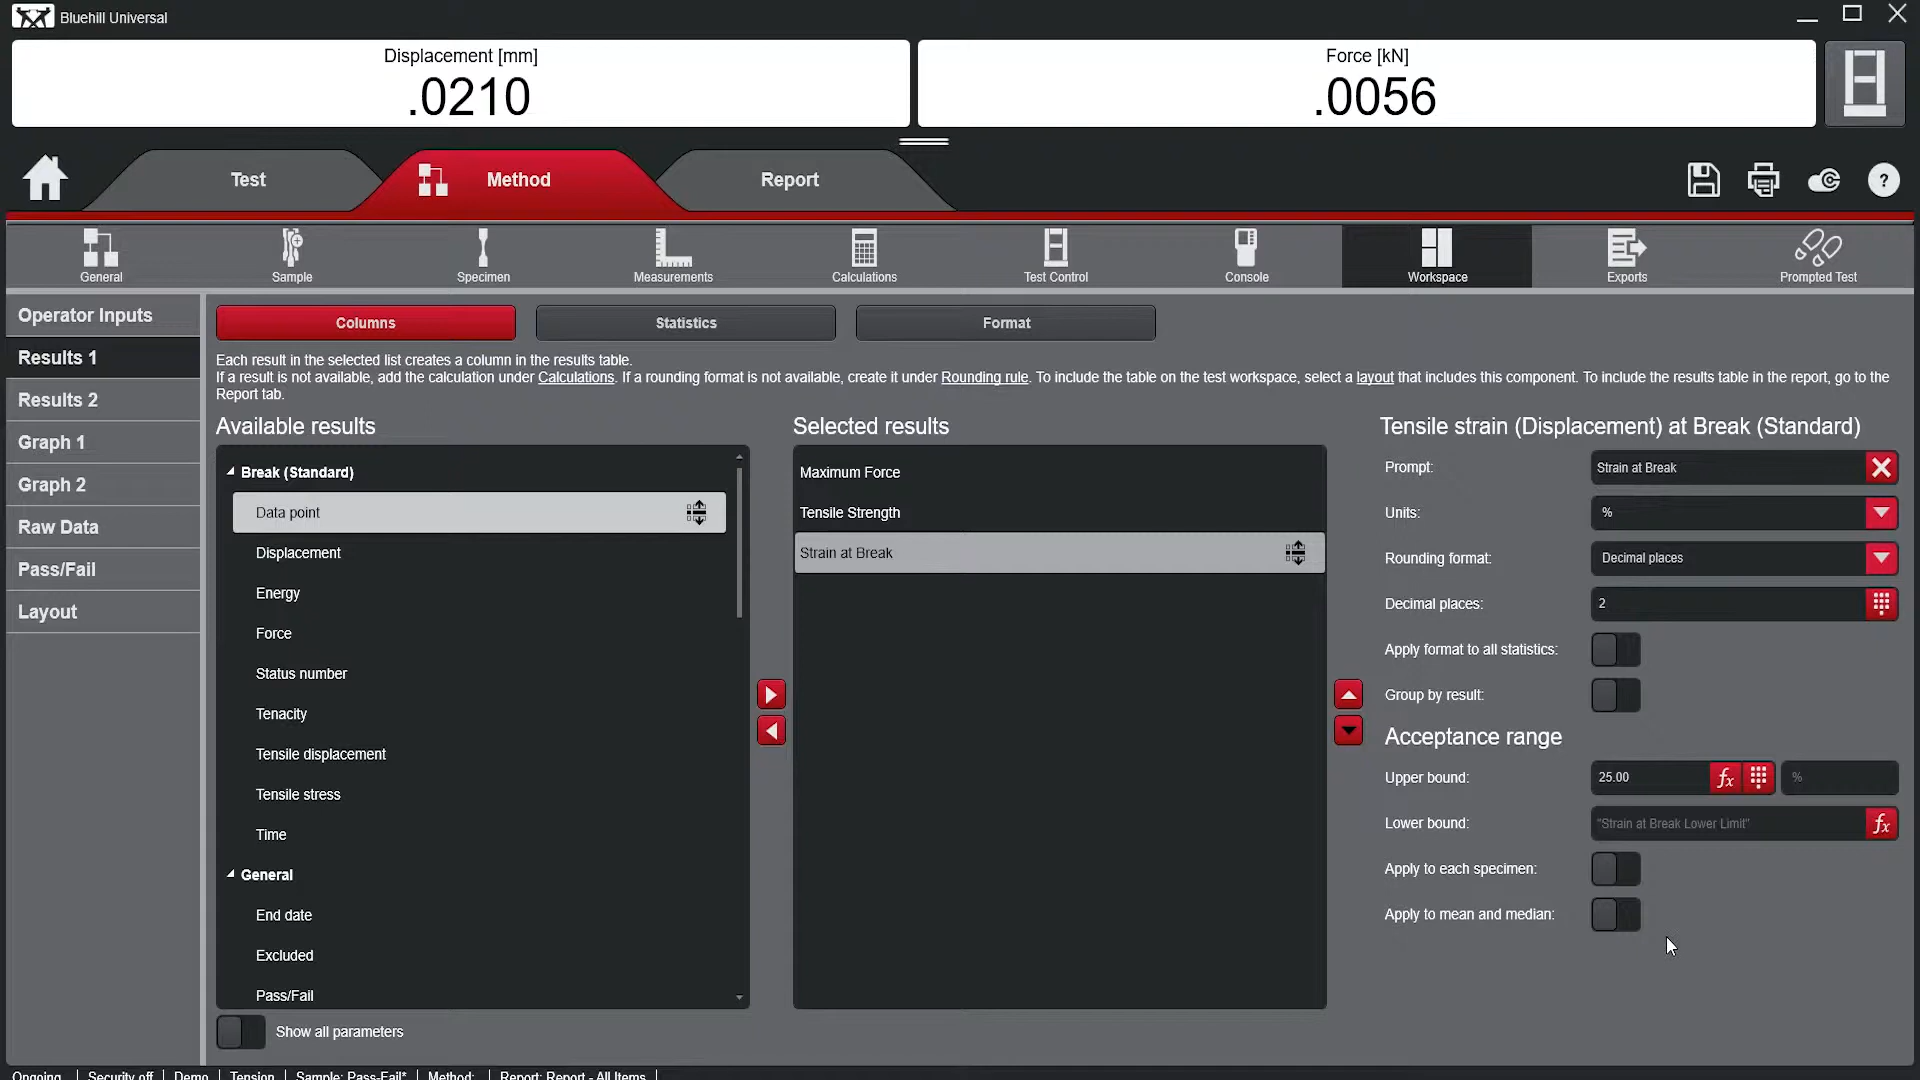 Bluehill Universal
Displacement [mm]
.0210
Force [kN]
.0056
Test
Method
Report
?
General
Sample
Specimen
Measurements
Calculations
Test Control
Console
Workspace
Exports
Prompted Test
Operator Inputs
Results 1
Results 2
Graph 1
Graph 2
Raw Data
Pass/Fail
Layout
Columns
Statistics
Format
Each result in the selected list creates a column in the results table.
If a result is not available, add the calculation under Calculations. If a rounding format is not available, create it under Rounding rule. To include the table on the test workspace, select a layout that includes this component. To include the results table in the report, go to the
Report tab.
Available results
Break (Standard)
Data point
Displacement
Energy
Force
Status number
Tenacity
Tensile displacement
Tensile stress
Time
General
End date
Excluded
Pass/Fail
Show all parameters
Selected results
Maximum Force
Tensile Strength
Strain at Break
Tensile strain (Displacement) at Break (Standard)
Prompt: Strain at Break
Units: %
Rounding format: Decimal places
Decimal places: 2
Apply format to all statistics:
Group by result:
Acceptance range
Upper bound: 25.00 fx %
Lower bound: "Strain at Break Lower Limit" fx
Apply to each specimen:
Apply to mean and median:
Ongoing | Security off | Demo | Tension | Sample: Pass-Fail* | Method: | Report: Report - All Items |